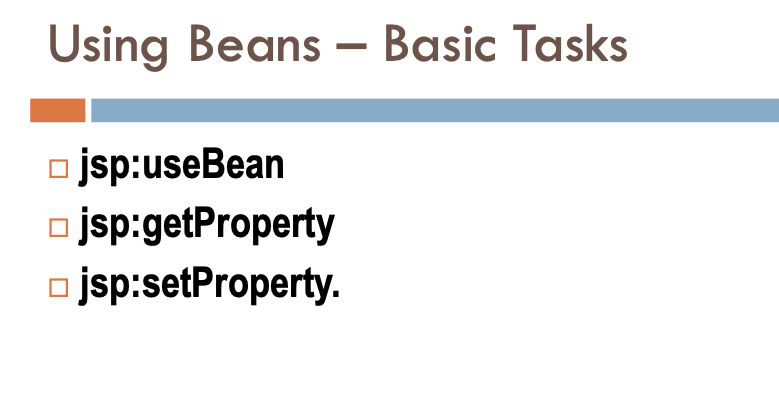 Using Beans – Basic Tasks
jsp:useBean
jsp:getProperty
jsp:setProperty.